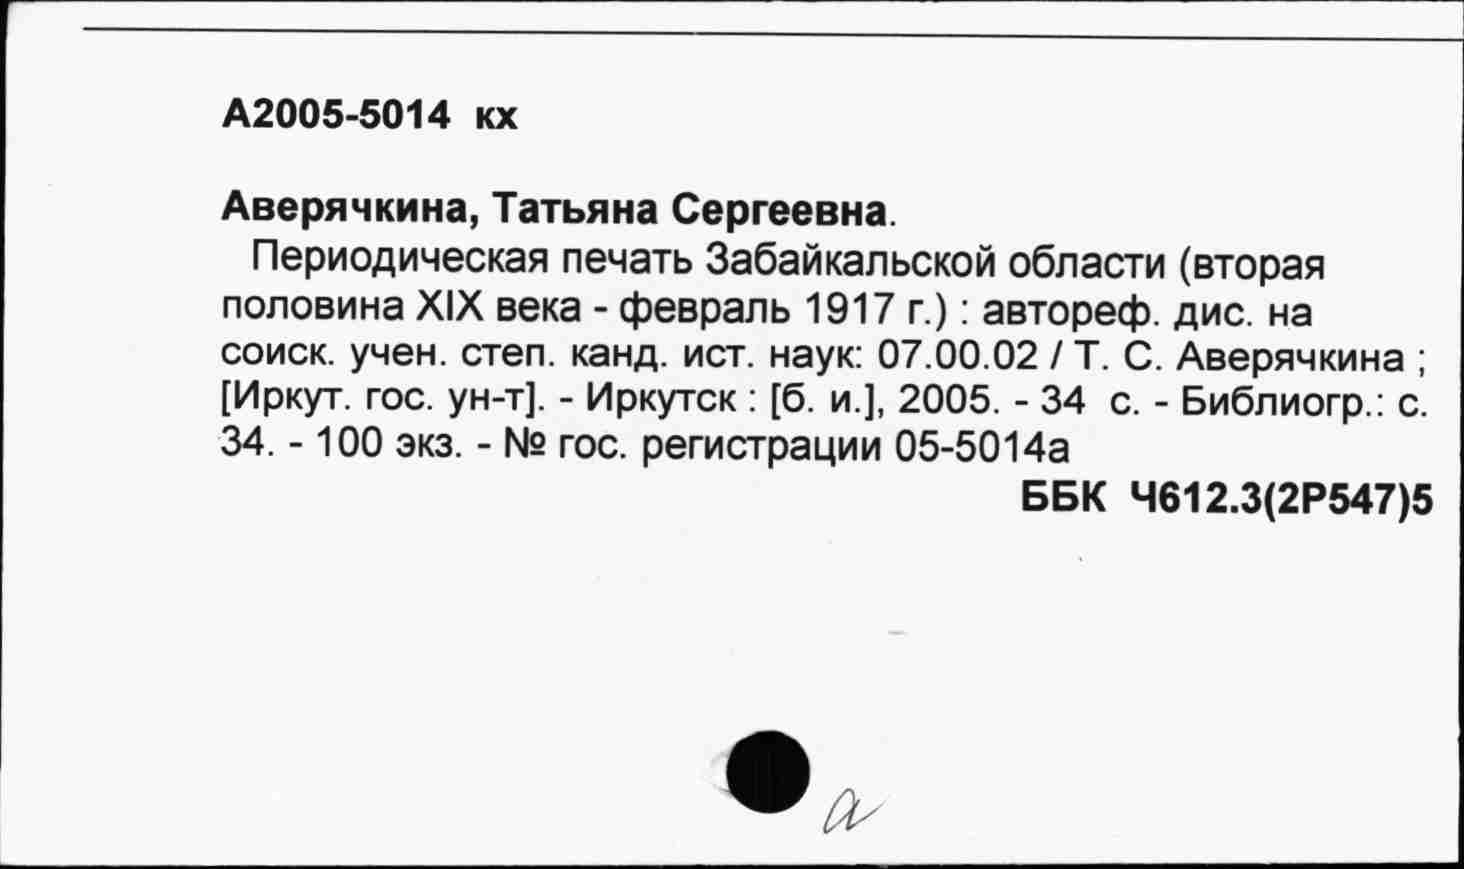 А2005-5014 кх
Аверячкина, Татьяна Сергеевна.
Периодическая печать Забайкальской области (вторая
половина XIX века - февраль 1917 г.) : автореф. дис. на
соиск. учен. степ. канд. ист. наук: 07.00.02 / Т. С. Аверячкина ;
[Иркут. гос. ун-т]. - Иркутск : [б. и.], 2005. - 34 с. - Библиогр.: с.
34. - 100 экз. - № гос. регистрации 05-5014а
ББК Ч612.3(2Р547)5
а